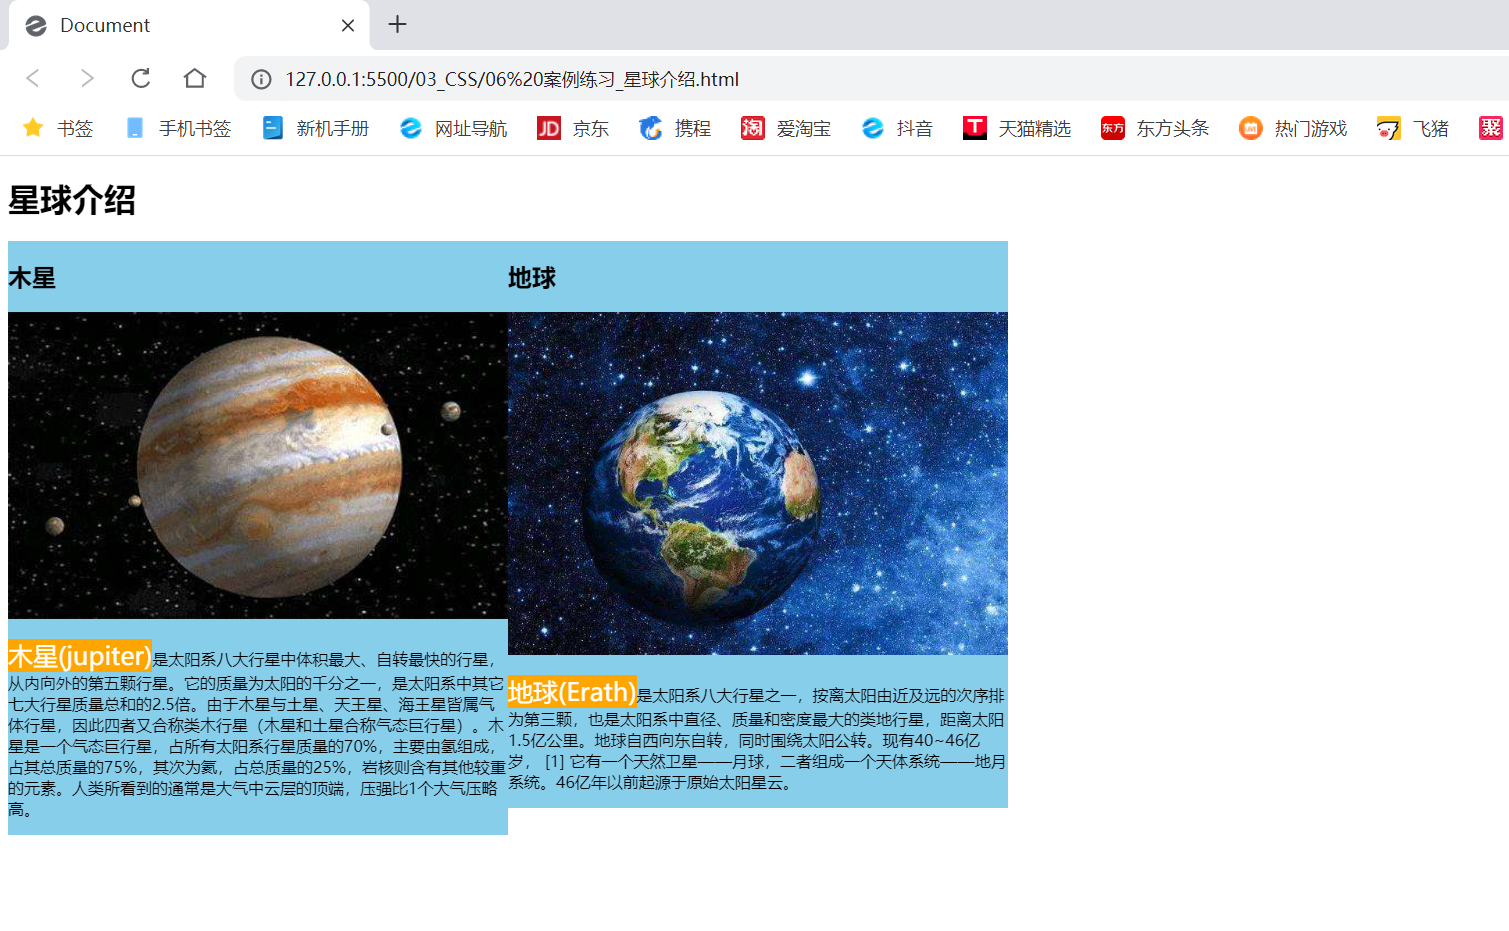 Document
127.0.0.1:5500/03_CSS/06%20案例练习_星球介绍.html
书签 手机书签 新机手册 网址导航 JD 京东 携程 淘 爱淘宝 抖音 T 天猫精选 东方 东方头条 热门游戏 飞猪 聚
星球介绍
木星
木星(jupiter)是太阳系八大行星中体积最大、自转最快的行星，
从内向外的第五颗行星。它的质量为太阳的千分之一，是太阳系中其它
七大行星质量总和的2.5倍。由于木星与土星、天王星、海王星皆属气
体行星，因此四者又合称类木行星（木星和土星合称气态巨行星）。木
星是一个气态巨行星，占所有太阳系行星质量的70%，主要由氢组成，
占其总质量的75%，其次为氦，占总质量的25%，岩核则含有其他较重
的元素。人类所看到的通常是大气中云层的顶端，压强比1个大气压略
高。
地球
地球(Erath)是太阳系八大行星之一，按离太阳由近及远的次序排
为第三颗，也是太阳系中直径、质量和密度最大的类地行星，距离太阳
1.5亿公里。地球自西向东自转，同时围绕太阳公转。现有40~46亿
岁， [1] 它有一个天然卫星——月球，二者组成一个天体系统——地月
系统。46亿年以前起源于原始太阳星云。